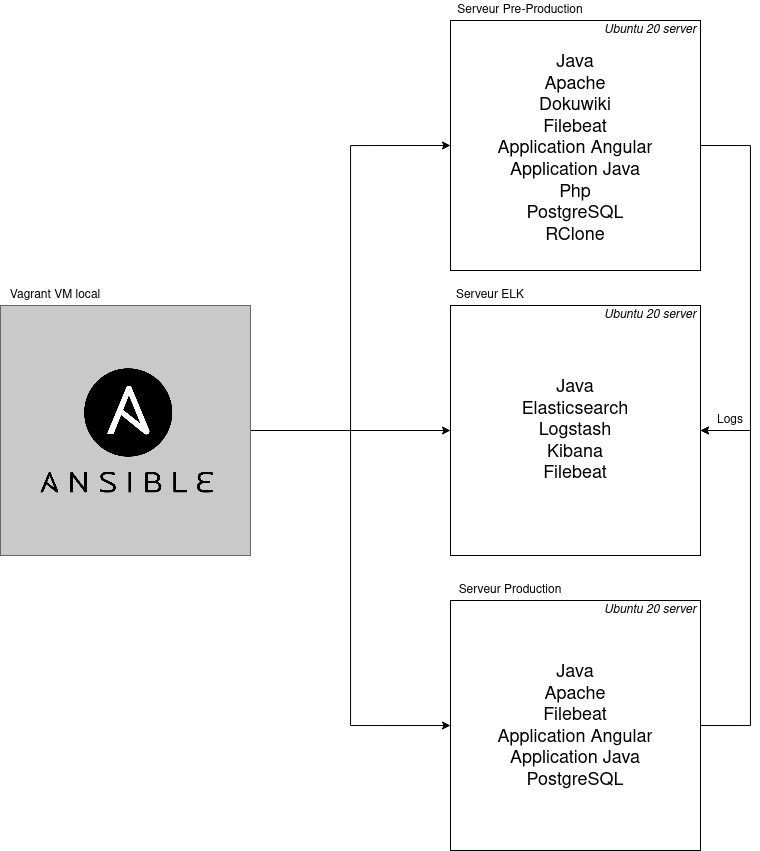 Serveur Pre-Production
Ubuntu 20 server
Java
Apache
Dokuwiki
Filebeat
Application Angular
Application Java
Php
PostgreSQL
RClone
Vagrant VM local
ANSIBLE
Serveur ELK
Ubuntu 20 server
Java
Elasticsearch
Logstash
Kibana
Filebeat
Logs
Serveur Production
Ubuntu 20 server
Java
Apache
Filebeat
Application Angular
Application Java
PostgreSQL